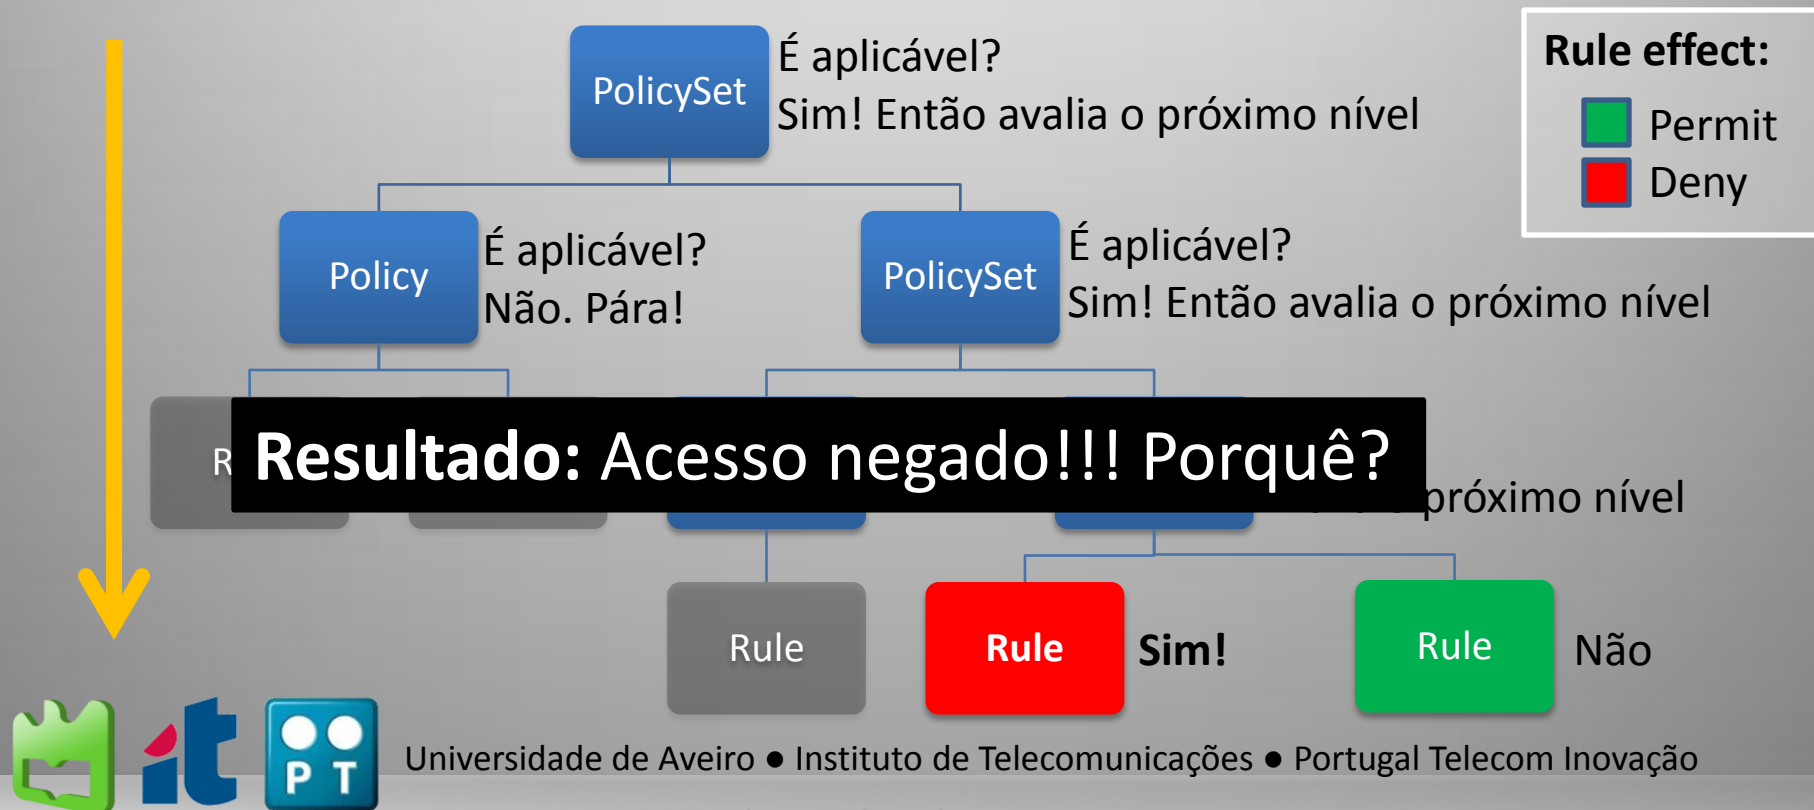 PolicySet
É aplicável?
Sim! Então avalia o próximo nível
Rule effect:
Permit
Deny
Policy
É aplicável?
Não. Pára!
PolicySet
É aplicável?
Sim! Então avalia o próximo nível
Resultado: Acesso negado!!! Porquê?
próximo nível
Rule
Rule
Sim!
Rule
Não
it
PT
Universidade de Aveiro ● Instituto de Telecomunicações ● Portugal Telecom Inovação